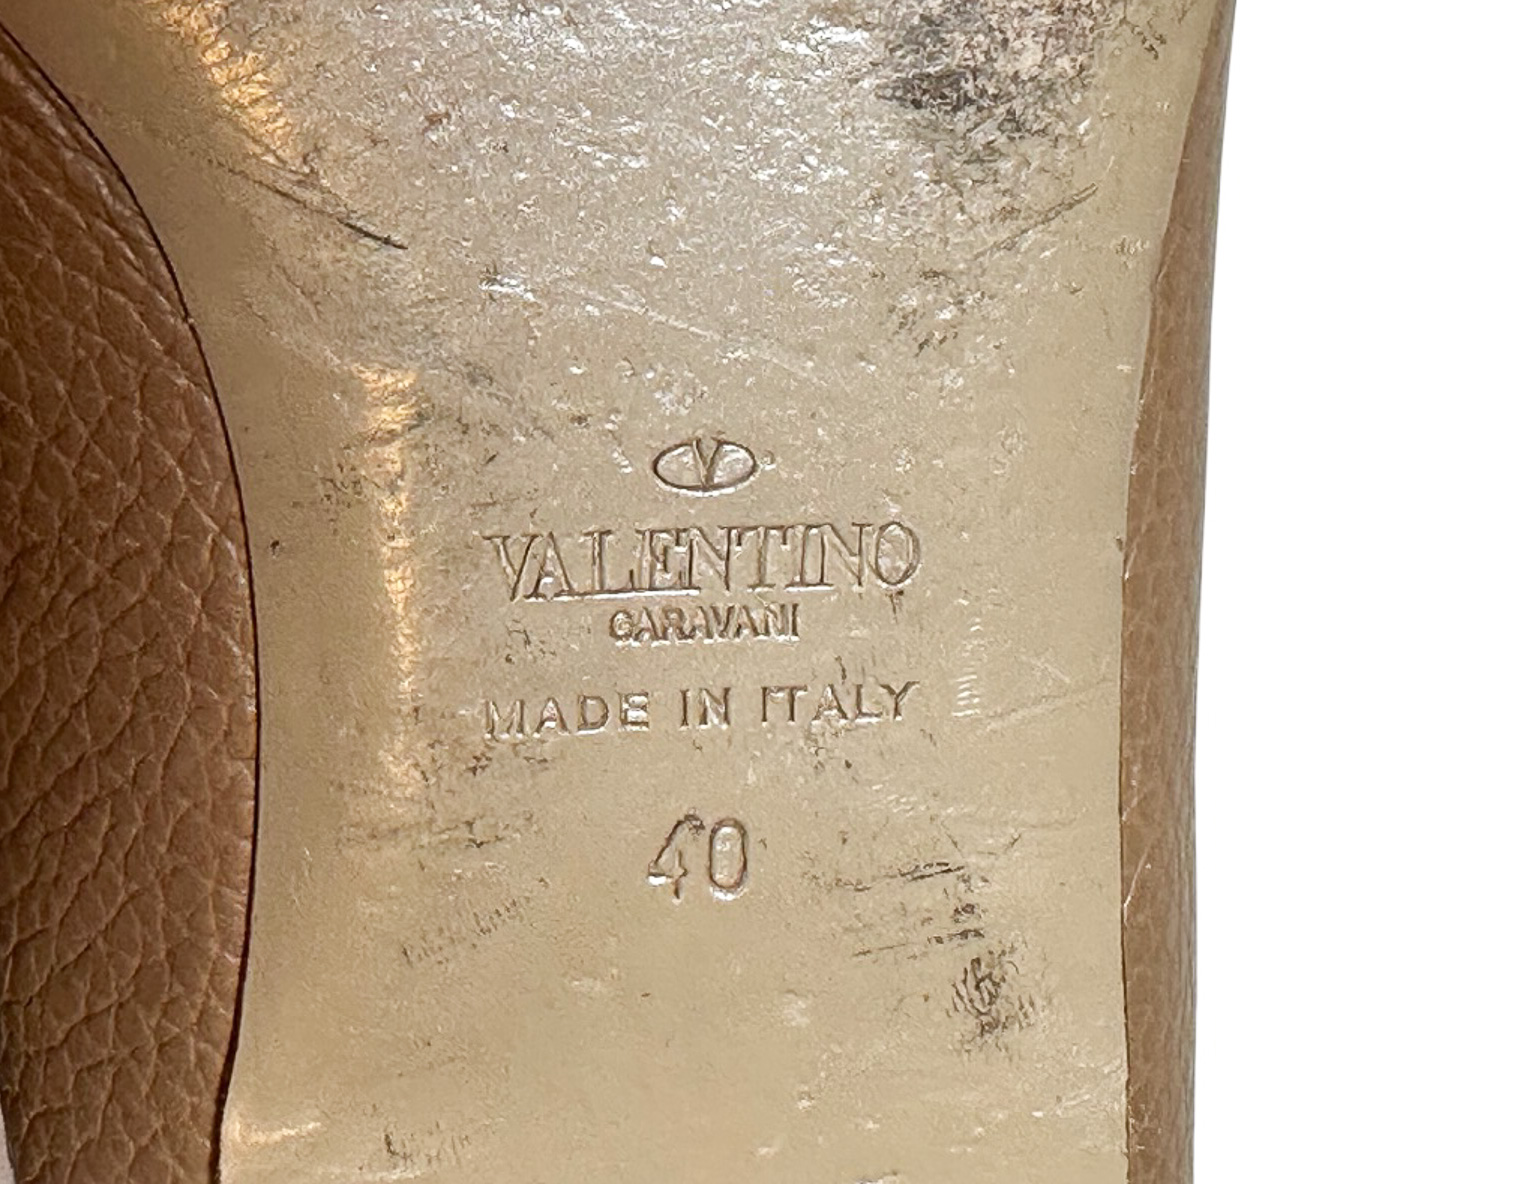 V
VALENTINO
GARAVANI
MADE IN ITALY
40